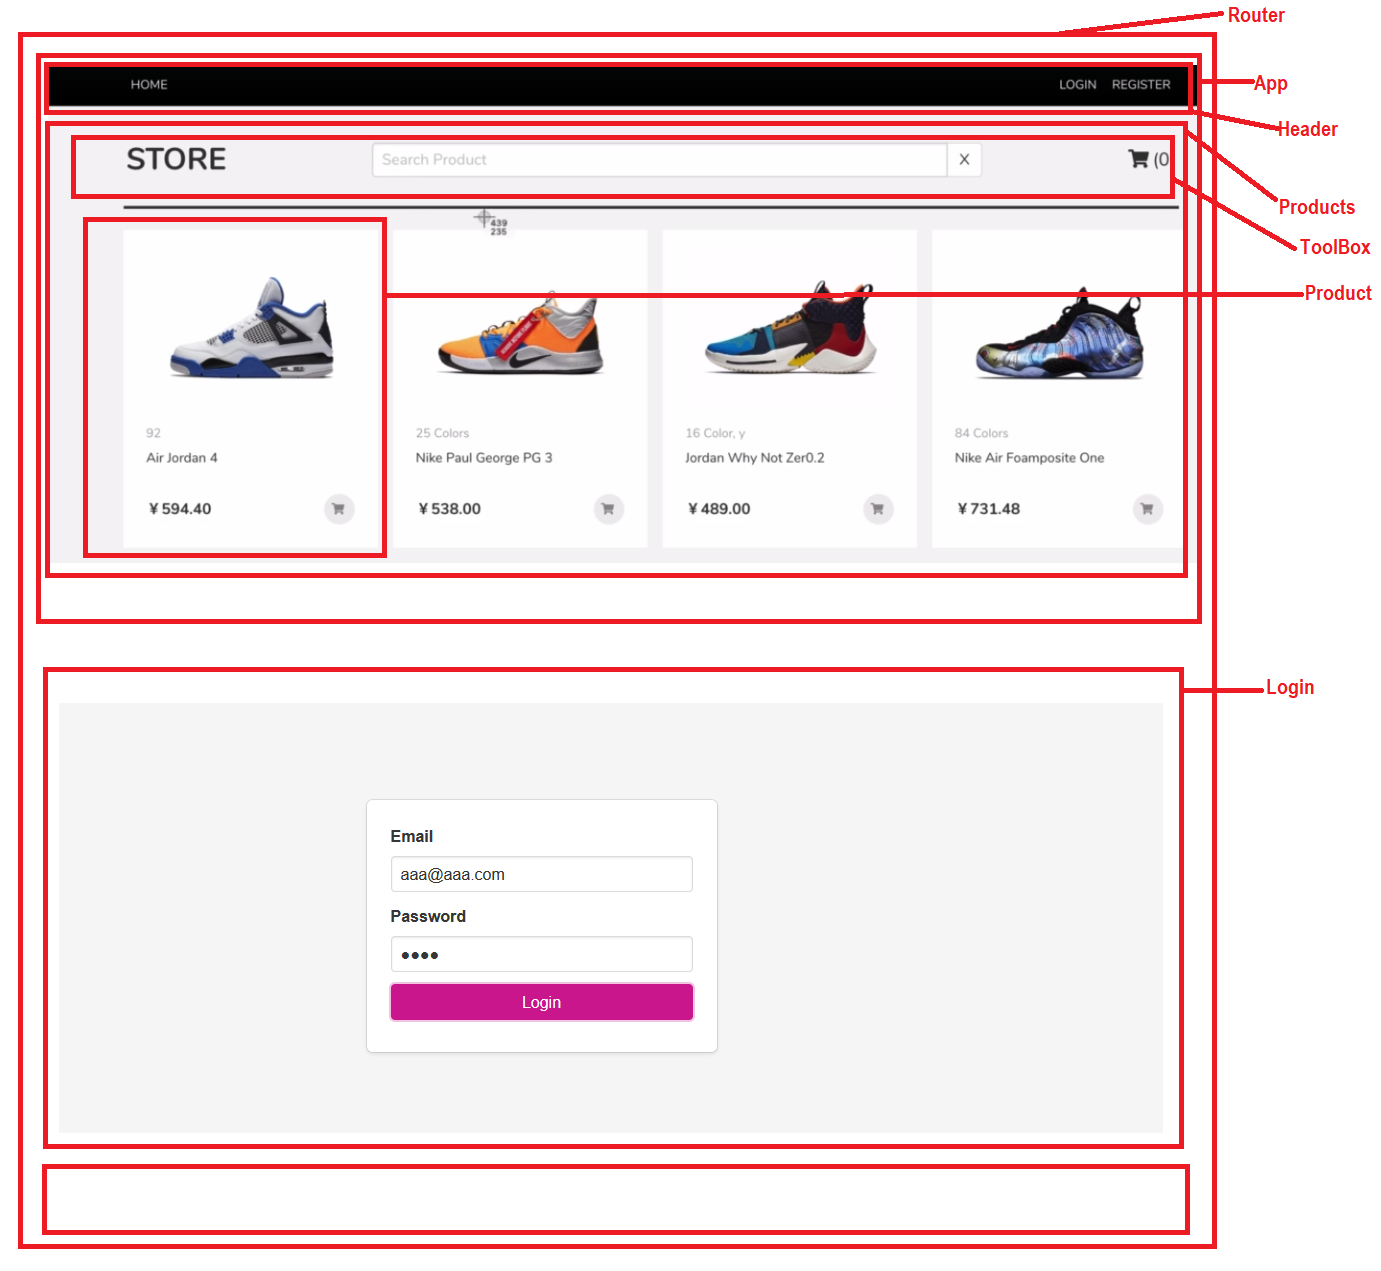 Router
HOME
LOGIN REGISTER
App
Header
STORE
Search Product
X
(0
Products
ToolBox
439
235
Product
92
Air Jordan 4
¥ 594.40
25 Colors
Nike Paul George PG 3
¥ 538.00
16 Color, y
Jordan Why Not Zer0.2
¥ 489.00
84 Colors
Nike Air Foamposite One
¥ 731.48
Login
Email
aaa@aaa.com
Password
••••
Login